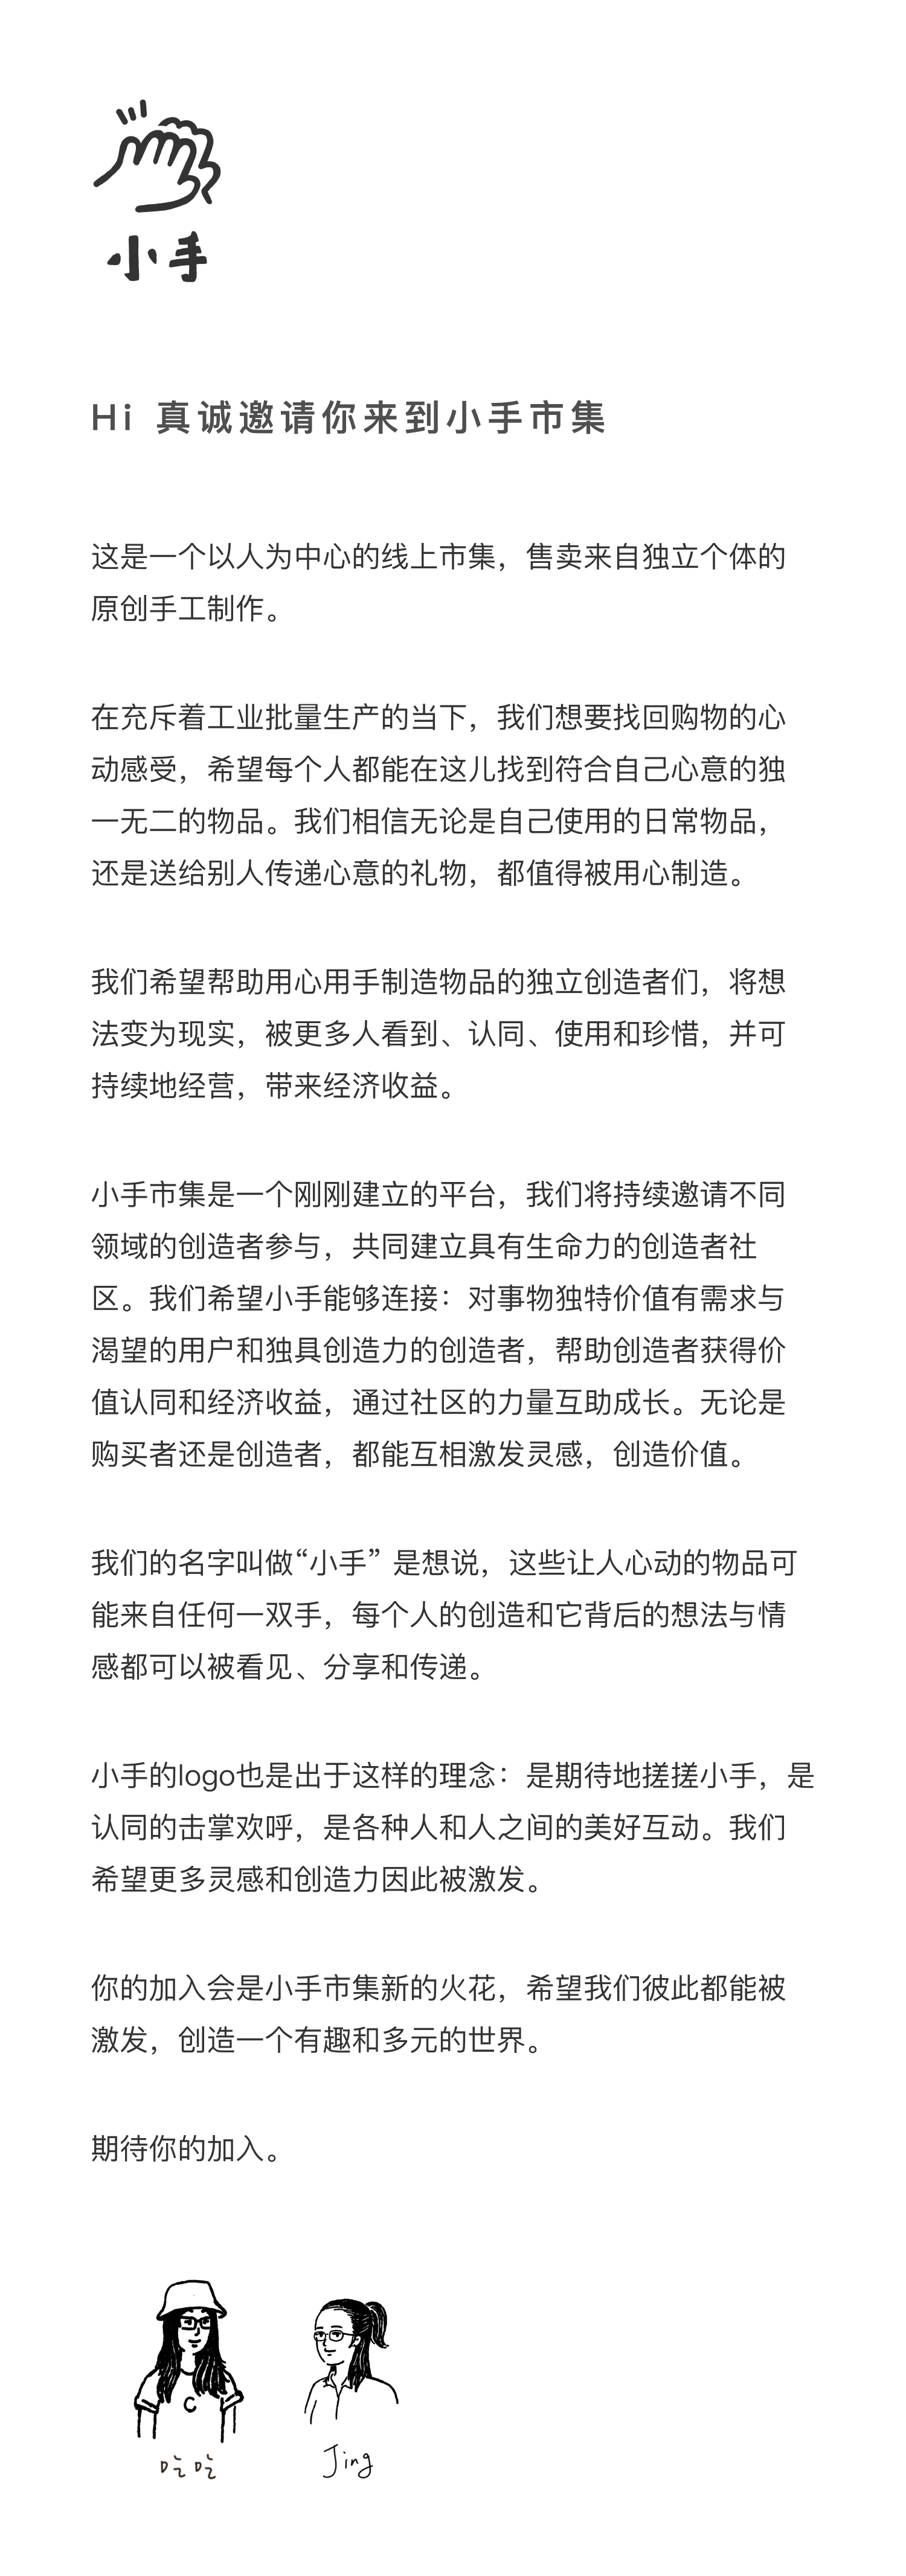 小手
Hi 真诚邀请你来到小手市集
这是一个以人为中心的线上市集，售卖来自独立个体的
原创手工制作。
在充斥着工业批量生产的当下，我们想要找回购物的心
动感受，希望每个人都能在这儿找到符合自己心意的独
一无二的物品。我们相信无论是自己使用的日常物品，
还是送给别人传递心意的礼物，都值得被用心制造。
我们希望帮助用心用手制造物品的独立创造者们，将想
法变为现实，被更多人看到、认同、使用和珍惜，并可
持续地经营，带来经济收益。
小手市集是一个刚刚建立的平台，我们将持续邀请不同
领域的创造者参与，共同建立具有生命力的创造者社
区。我们希望小手能够连接：对事物独特价值有需求与
渴望的用户和独具创造力的创造者，帮助创造者获得价
值认同和经济收益，通过社区的力量互助成长。无论是
购买者还是创造者，都能互相激发灵感，创造价值。
我们的名字叫做“小手” 是想说，这些让人心动的物品可
能来自任何一双手，每个人的创造和它背后的想法与情
感都可以被看见、分享和传递。
小手的logo也是出于这样的理念：是期待地搓搓小手，是
认同的击掌欢呼，是各种人和人之间的美好互动。我们
希望更多灵感和创造力因此被激发。
你的加入会是小手市集新的火花，希望我们彼此都能被
激发，创造一个有趣和多元的世界。
期待你的加入。
C
吃吃 Jing